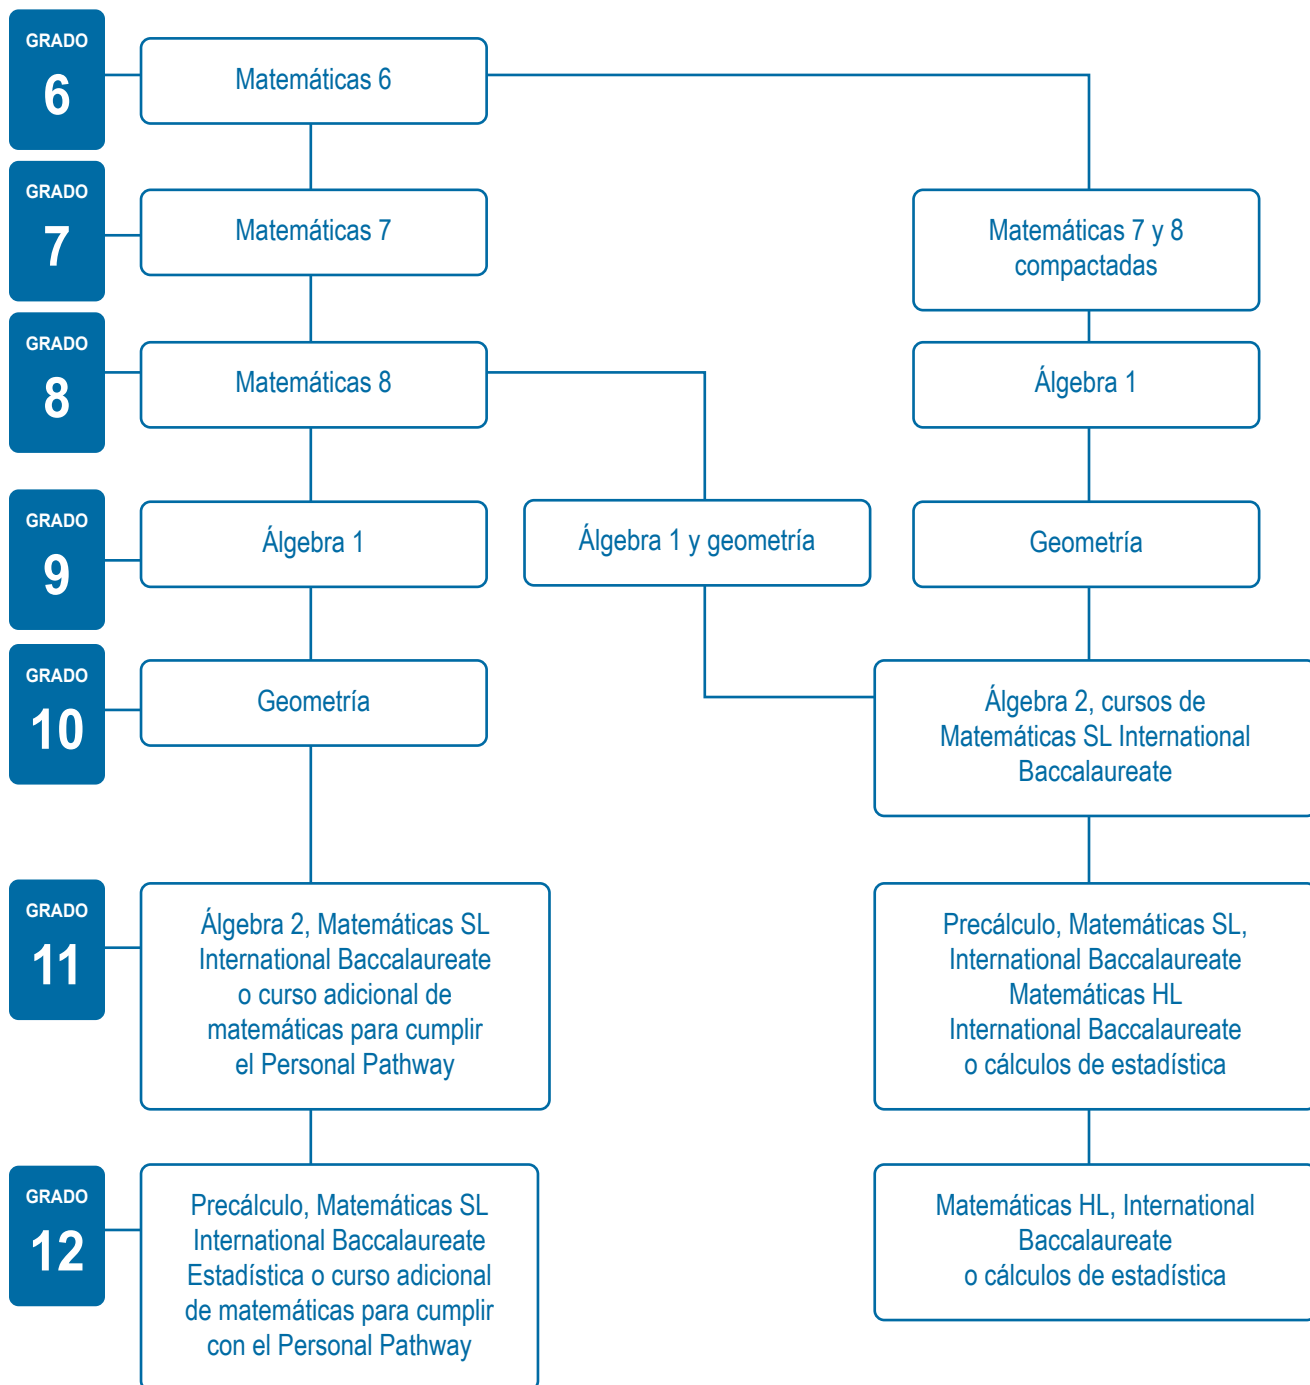 GRADO
6
Matemáticas 6
GRADO
7
Matemáticas 7
Matemáticas 7 y 8
compactadas
GRADO
8
Matemáticas 8
Álgebra 1
GRADO
9
Álgebra 1
Álgebra 1 y geometría
Geometría
GRADO
10
Geometría
Álgebra 2, cursos de
Matemáticas SL International
Baccalaureate
GRADO
11
Álgebra 2, Matemáticas SL
International Baccalaureate
o curso adicional de
matemáticas para cumplir
el Personal Pathway
Precálculo, Matemáticas SL,
International Baccalaureate
Matemáticas HL
International Baccalaureate
o cálculos de estadística
GRADO
12
Precálculo, Matemáticas SL
International Baccalaureate
Estadística o curso adicional
de matemáticas para cumplir
con el Personal Pathway
Matemáticas HL, International
Baccalaureate
o cálculos de estadística